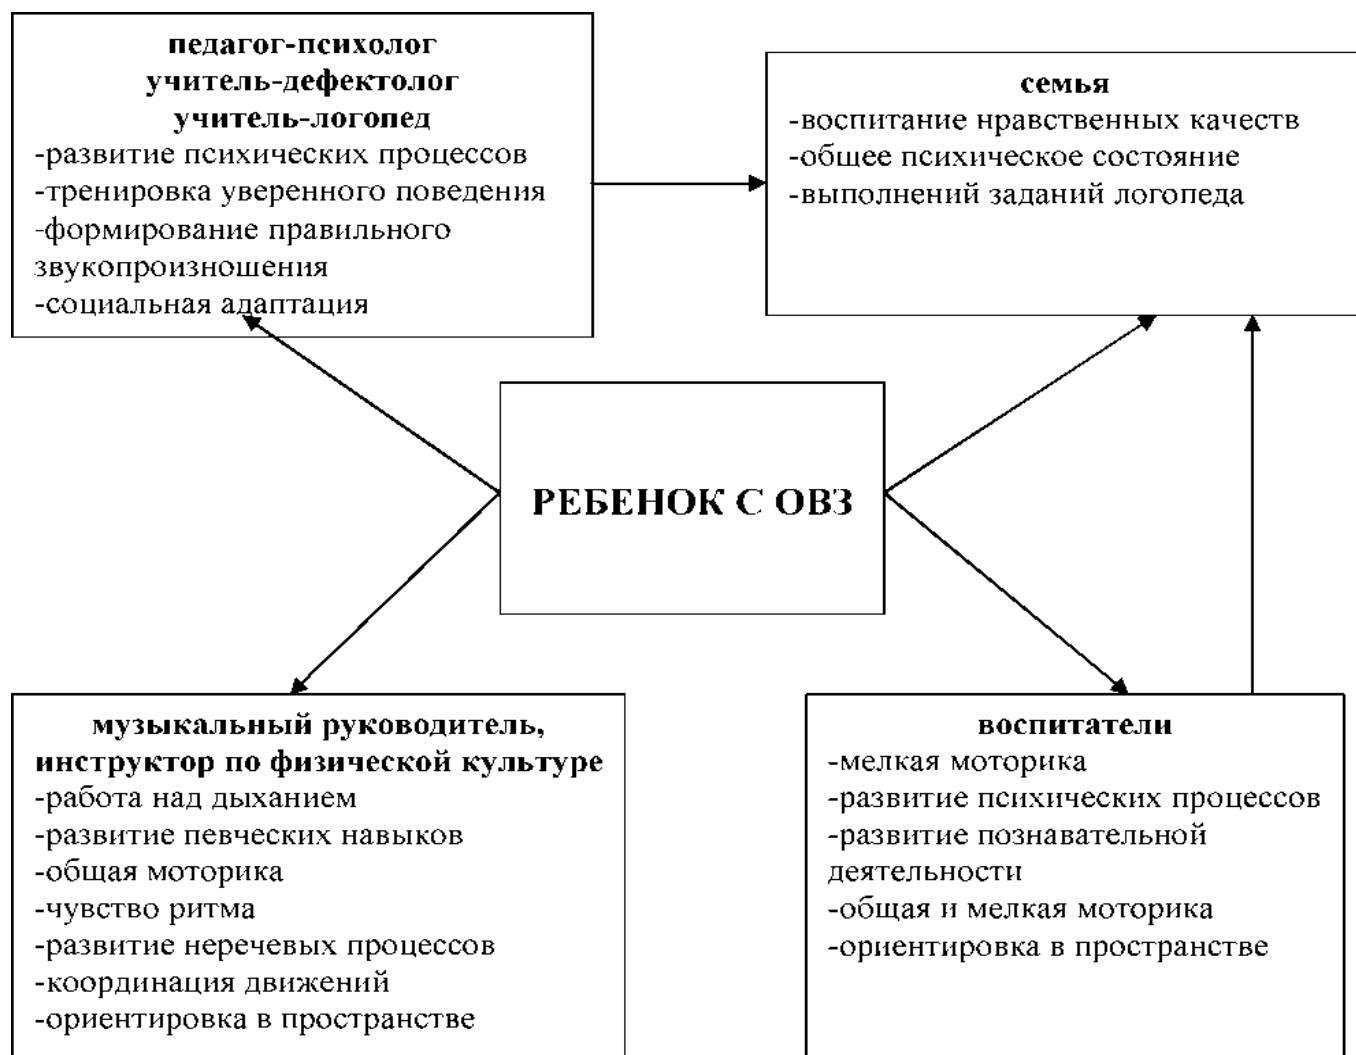 педагог-психолог
учитель-дефектолог
учитель-логопед
-развитие психических процессов
-тренировка уверенного поведения
-формирование правильного
звукопроизношения
-социальная адаптация
семья
-воспитание нравственных качеств
-общее психическое состояние
-выполнений заданий логопеда
РЕБЕНОК С ОВЗ
музыкальный руководитель,
инструктор по физической культуре
-работа над дыханием
-развитие певческих навыков
-общая моторика
-чувство ритма
-развитие неречевых процессов
-координация движений
-ориентировка в пространстве
воспитатели
-мелкая моторика
-развитие психических процессов
-развитие познавательной
деятельности
-общая и мелкая моторика
-ориентировка в пространстве